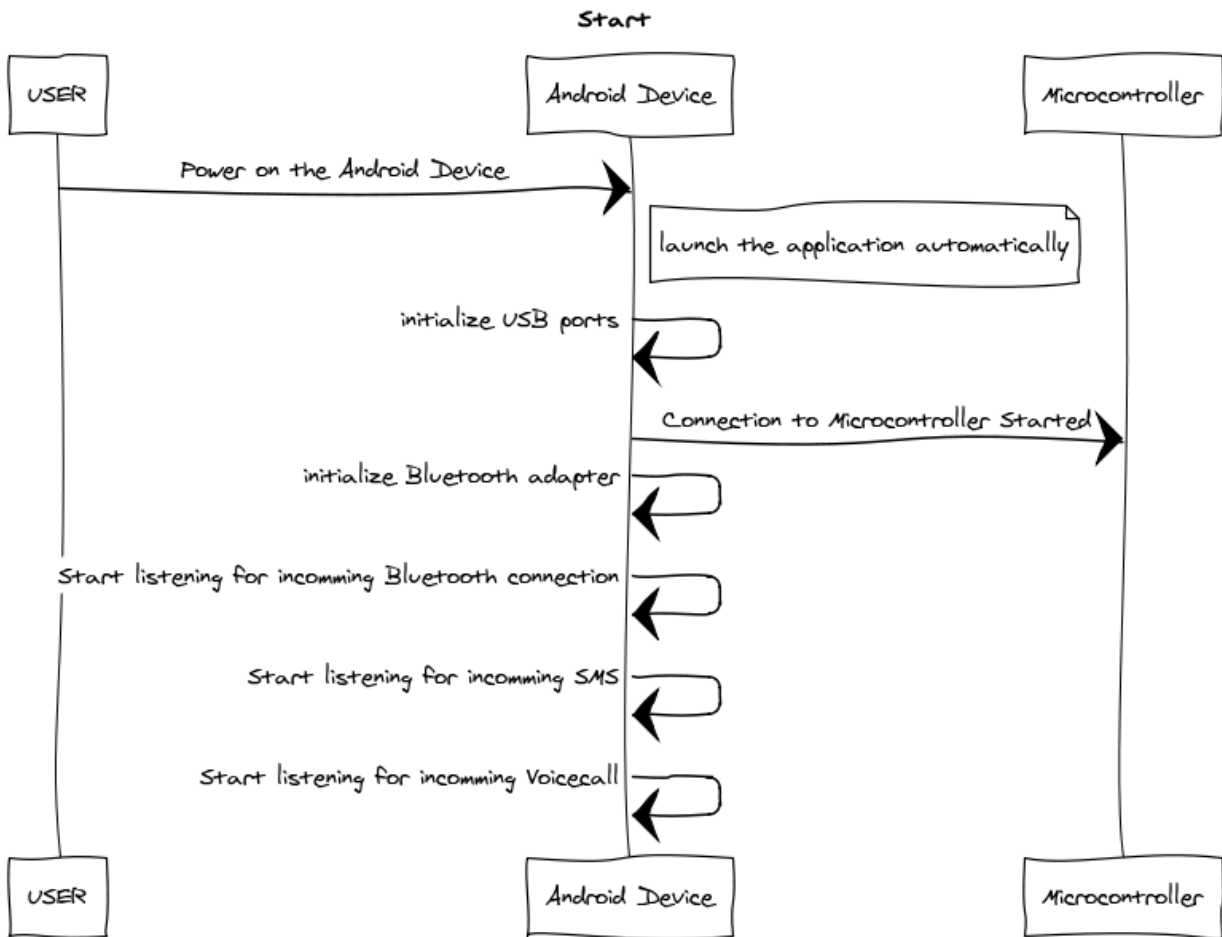 Start
USER
Android Device
Microcontroller
Power on the Android Device
launch the application automatically
initialize USB ports
Connection to Microcontroller Started
initialize Bluetooth adapter
Start listening for incomming Bluetooth connection
Start listening for incomming SMS
Start listening for incomming Voicecall
USER
Android Device
Microcontroller